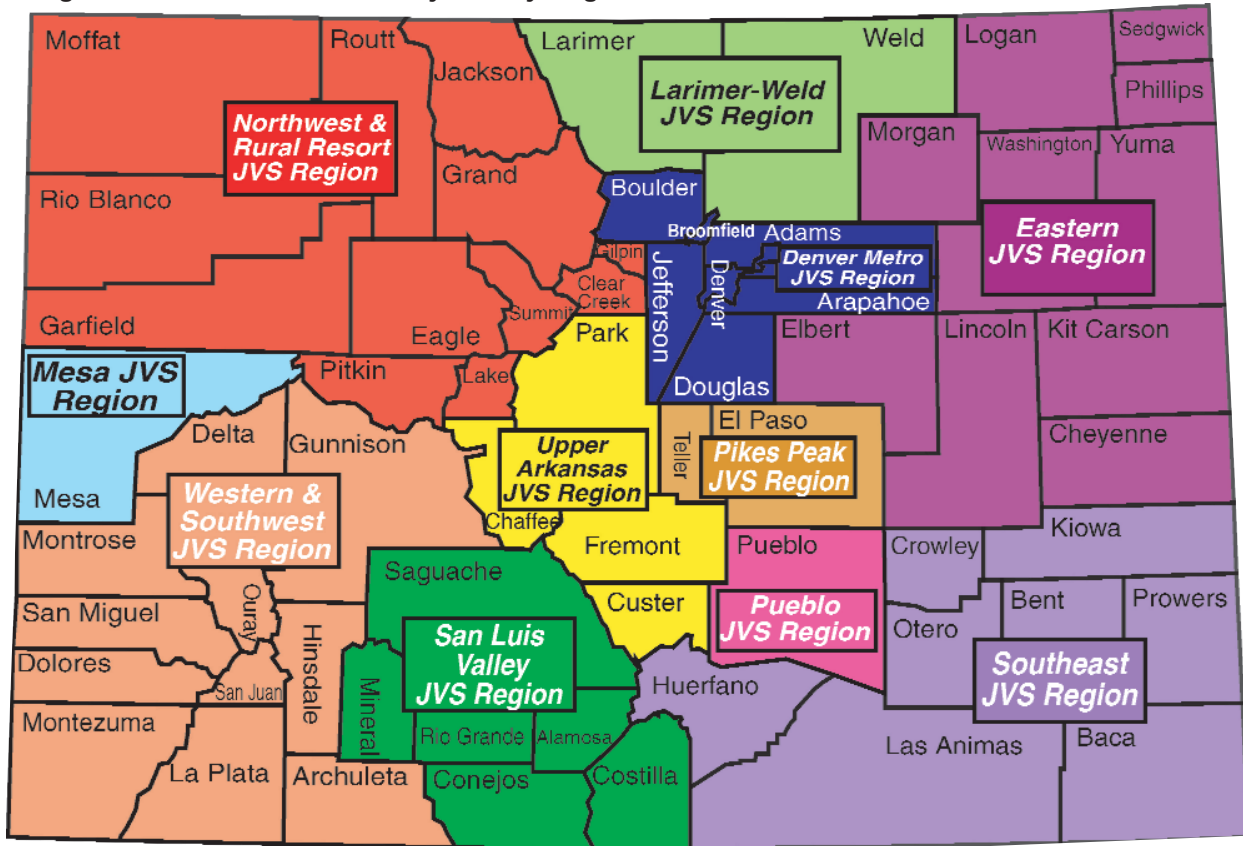 Moffat
Routt
Jackson
Larimer
Weld
Logan
Sedgwick
Phillips
Northwest &
Rural Resort
JVS Region
Larimer-Weld
JVS Region
Morgan
Washington
Yuma
Rio Blanco
Grand
Boulder
Broomfield
Adams
Eastern
JVS Region
Gilpin
Jefferson
Denver
Denver Metro
JVS Region
Clear
Creek
Arapahoe
Garfield
Eagle
Summit
Park
Elbert
Lincoln
Kit Carson
Mesa JVS
Region
Pitkin
Lake
Douglas
Delta
Gunnison
Upper
Arkansas
JVS Region
Teller
El Paso
Pikes Peak
JVS Region
Cheyenne
Mesa
Western &
Southwest
JVS Region
Chaffee
Montrose
Fremont
Pueblo
Crowley
Kiowa
Saguache
San Miguel
Ouray
Hinsdale
Custer
Pueblo
JVS Region
Otero
Bent
Prowers
San Luis
Valley
JVS Region
Southeast
JVS Region
Dolores
San Juan
Mineral
Huerfano
Montezuma
Rio Grande
Alamosa
Las Animas
Baca
La Plata
Archuleta
Conejos
Costilla